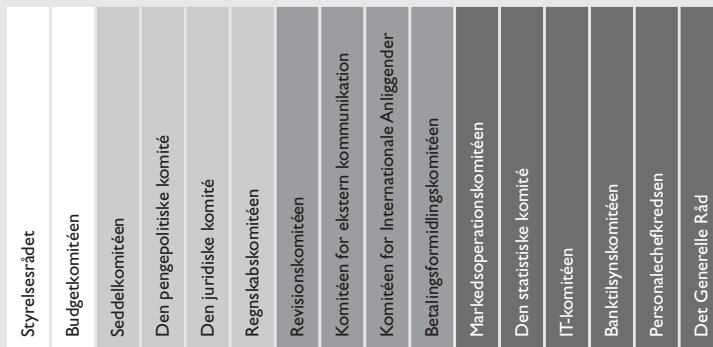 Styrelsesrådet
Budgetkomitéen
Seddelkomitéen
Den pengepolitiske komité
Den juridiske komité
Regnskabskomitéen
Revisionskomitéen
Komitéen for ekstern kommunikation
Komitéen for Internationale Anliggender
Betalingsformidlingskomitéen
Markedsoperationskomitéen
Den statistiske komité
IT-komitéen
Banktilsynskomitéen
Personalechefkredsen
Det Generelle Råd